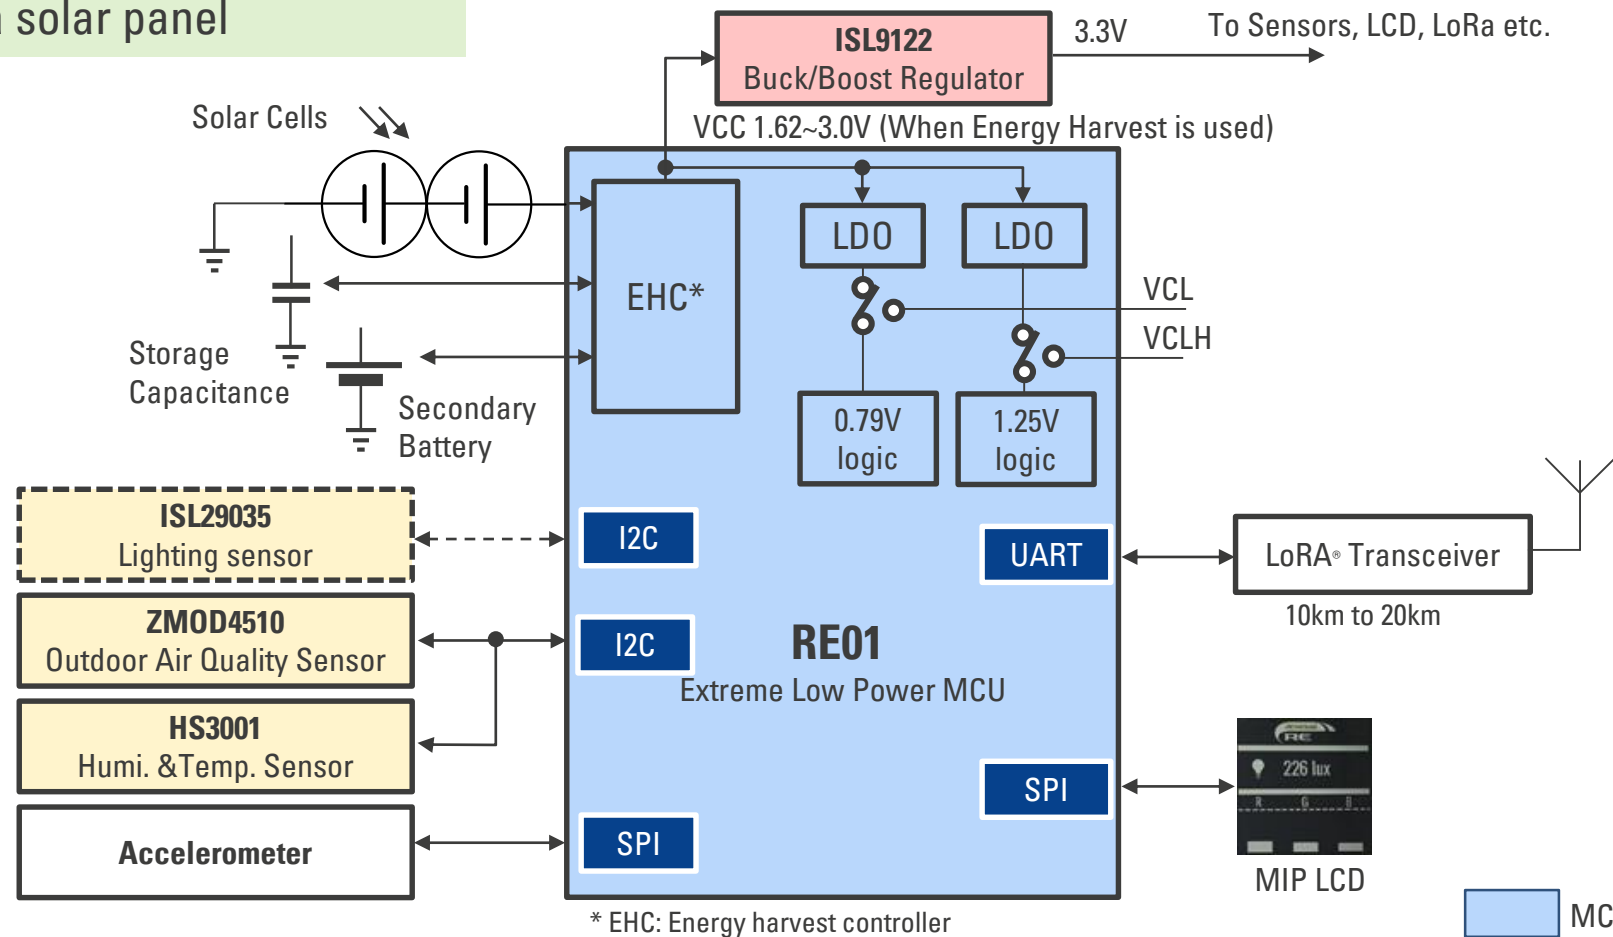 solar panel
ISL9122
Buck/Boost Regulator
3.3V
To Sensors, LCD, LoRa etc.
Solar Cells
VCC 1.62~3.0V (When Energy Harvest is used)
LDO
LDO
EHC*
VCL
VCLH
Storage
Capacitance
Secondary
Battery
0.79V
logic
1.25V
logic
ISL29035
Lighting sensor
I2C
UART
LoRA® Transceiver
10km to 20km
ZMOD4510
Outdoor Air Quality Sensor
I2C
RE01
Extreme Low Power MCU
HS3001
Humi. &Temp. Sensor
RE
226 lux
R G B
SPI
Accelerometer
SPI
MIP LCD
* EHC: Energy harvest controller
MC